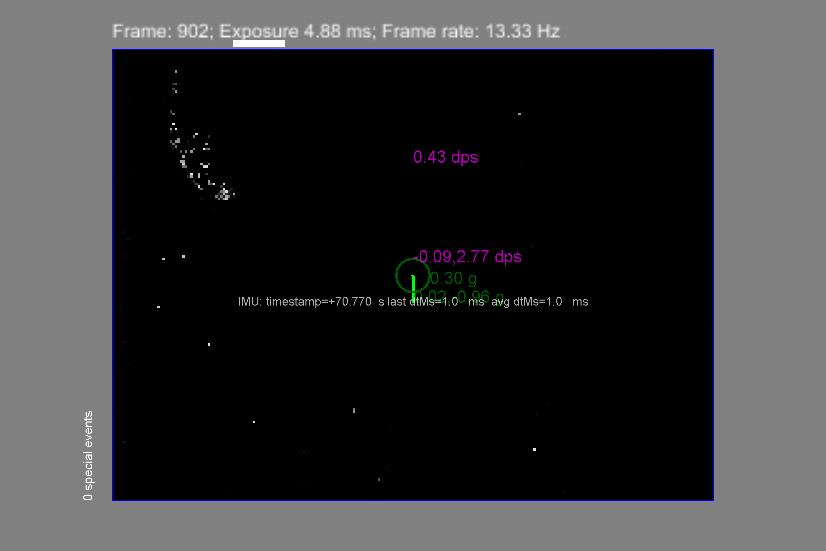 Frame: 902; Exposure 4.88 ms; Frame rate: 13.33 Hz
0.43 dps
-0.09,2.77 dps
0.30 g
0.96 g
IMU: timestamp=+70.770 s last dtMs=1.0 ms avg dtMs=1.0 ms
0 special events